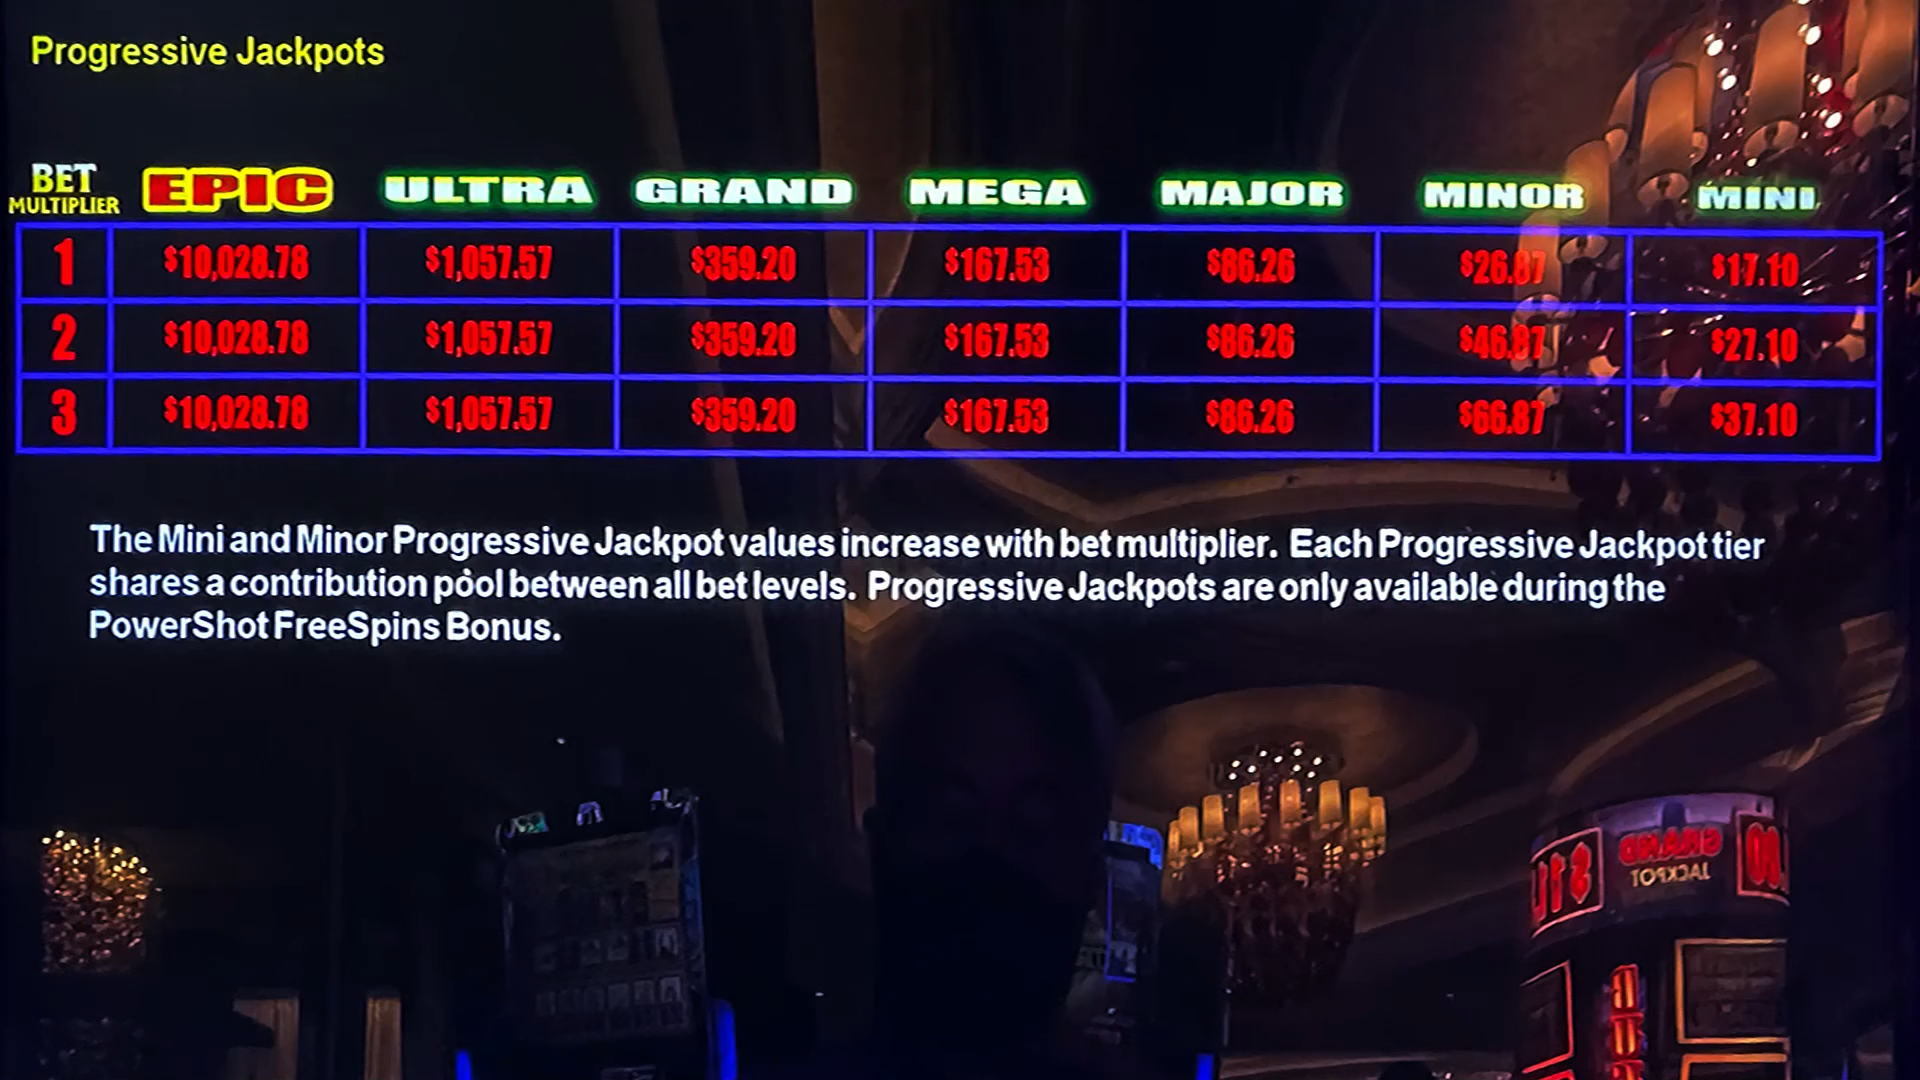 Progressive Jackpots
BET MULTIPLIER EPIC ULTRA GRAND MEGA MAJOR MINOR MINI
1 $10,028.78 $1,057.57 $359.20 $167.53 $86.26 $26.87 $17.10
2 $10,028.78 $1,057.57 $359.20 $167.53 $86.26 $46.87 $27.10
3 $10,028.78 $1,057.57 $359.20 $167.53 $86.26 $66.87 $37.10
The Mini and Minor Progressive Jackpot values increase with bet multiplier. Each Progressive Jackpot tier
shares a contribution pool between all bet levels. Progressive Jackpots are only available during the
PowerShot FreeSpins Bonus.
GRAND
JACKPOT